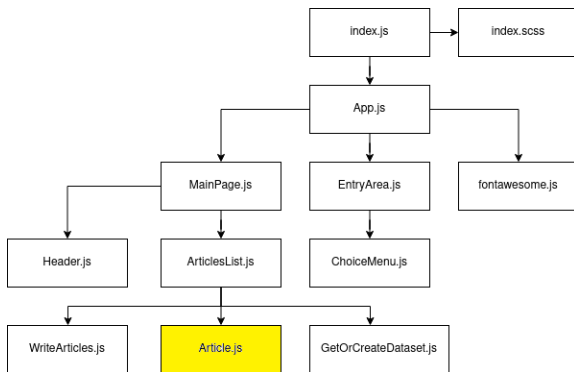 index.js
index.scss
App.js
MainPage.js
EntryArea.js
fontawesome.js
Header.js
ArticlesList.js
ChoiceMenu.js
WriteArticles.js
Article.js
GetOrCreateDataset.js